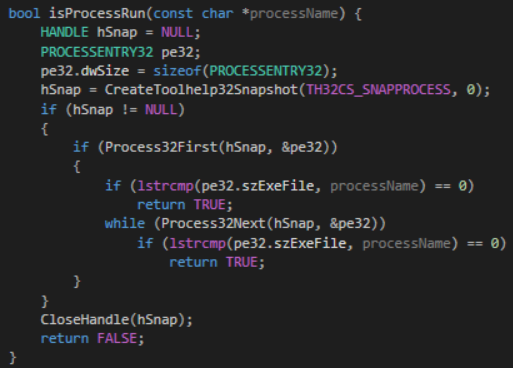 bool isProcessRun(const char *processName) {
    HANDLE hSnap = NULL;
    PROCESSENTRY32 pe32;
    pe32.dwSize = sizeof(PROCESSENTRY32);
    hSnap = CreateToolhelp32Snapshot(TH32CS_SNAPPROCESS, 0);
    if (hSnap != NULL)
    {
        if (Process32First(hSnap, &pe32))
        {
            if (lstrcmp(pe32.szExeFile, processName) == 0)
                return TRUE;
            while (Process32Next(hSnap, &pe32))
                if (lstrcmp(pe32.szExeFile, processName) == 0)
                    return TRUE;
        }
    }
    CloseHandle(hSnap);
    return FALSE;
}